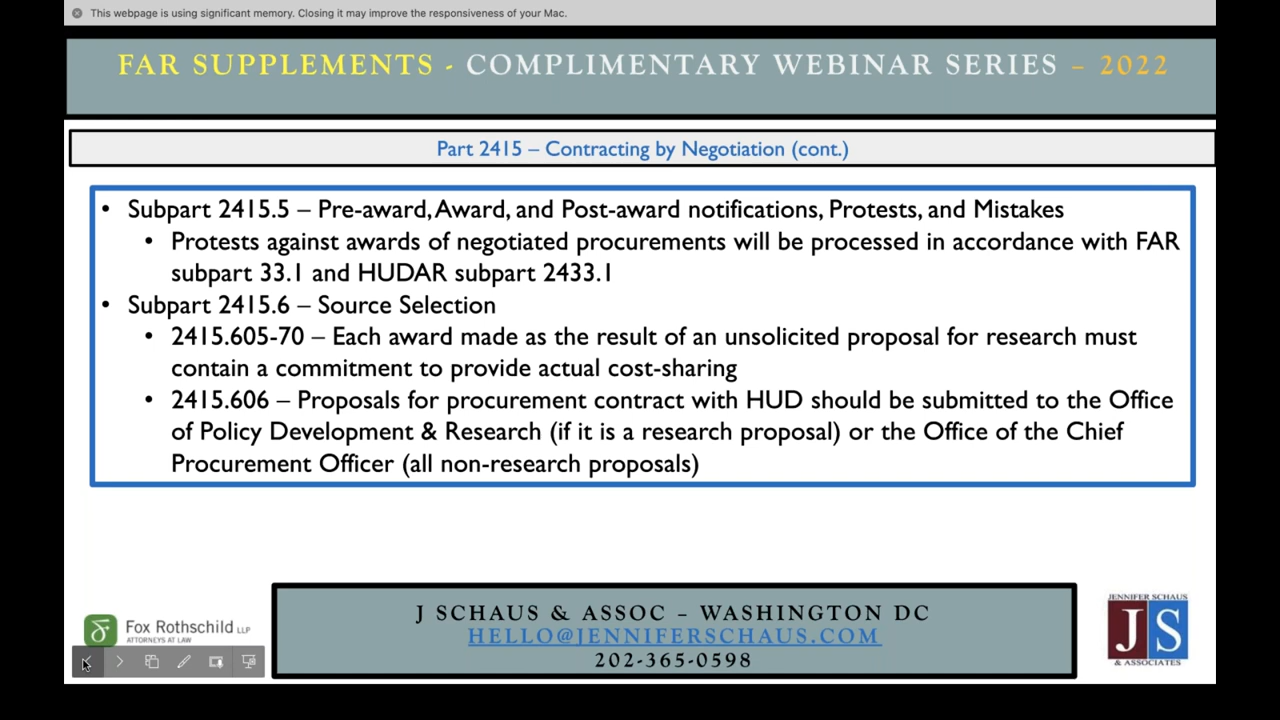 This webpage is using significant memory. Closing it may improve the responsiveness of your Mac.
FAR SUPPLEMENTS - COMPLIMENTARY WEBINAR SERIES – 2022
Part 2415 – Contracting by Negotiation (cont.)
• Subpart 2415.5 – Pre-award, Award, and Post-award notifications, Protests, and Mistakes
• Protests against awards of negotiated procurements will be processed in accordance with FAR
subpart 33.1 and HUDAR subpart 2433.1
• Subpart 2415.6 – Source Selection
• 2415.605-70 – Each award made as the result of an unsolicited proposal for research must
contain a commitment to provide actual cost-sharing
• 2415.606 – Proposals for procurement contract with HUD should be submitted to the Office
of Policy Development & Research (if it is a research proposal) or the Office of the Chief
Procurement Officer (all non-research proposals)
Fox Rothschild LLP
ATTORNEYS AT LAW
J SCHAUS & ASSOC – WASHINGTON DC
HELLO@JENNIFERSCHAUS.COM
202-365-0598
JENNIFER SCHAUS
JS
& ASSOCIATES